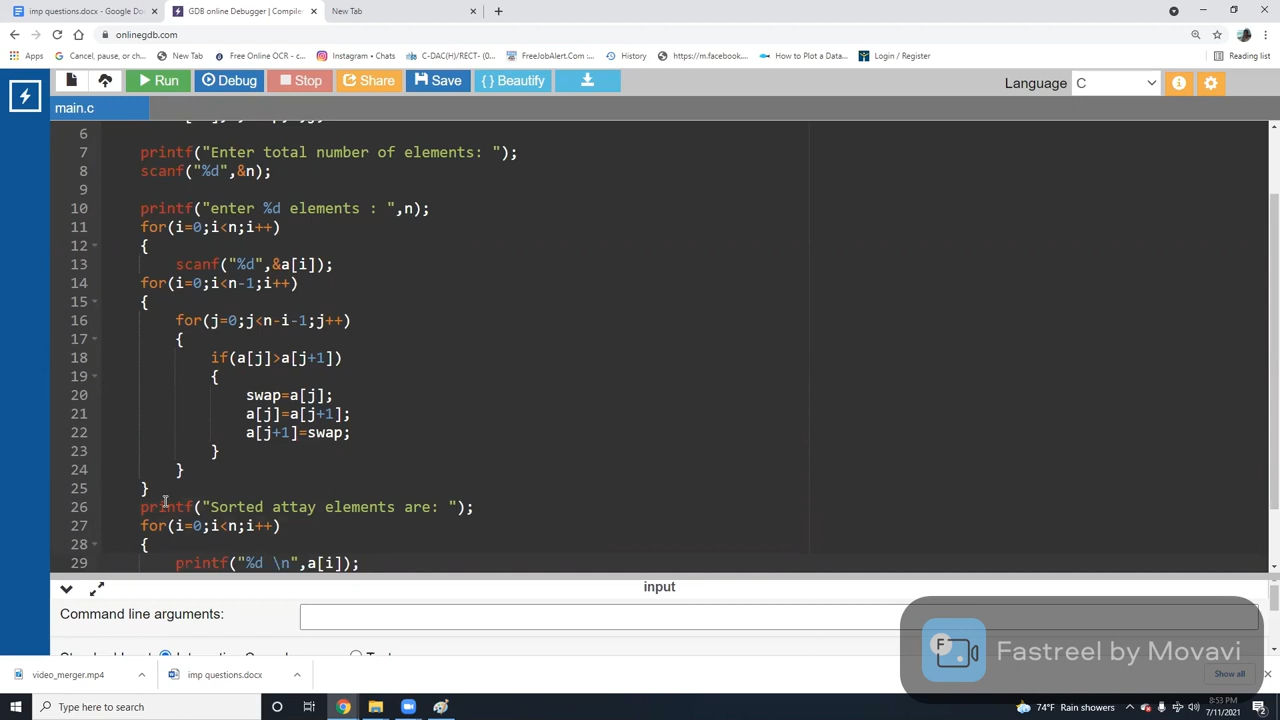 imp questions.docx - Google Do
GDB online Debugger | Compile
New Tab
onlinegdb.com
Apps
Cancel, pause, or ch...
New Tab
Free Online OCR - c...
Instagram • Chats
C-DAC(H)/RECT- (0...
FreeJobAlert.Com :...
History
https://m.facebook....
How to Plot a Data...
Login / Register
Reading list
Run
Debug
Stop
Share
Save
{ } Beautify
Language
C
main.c
6
7 printf("Enter total number of elements: ");
8 scanf("%d",&n);
9
10 printf("enter %d elements : ",n);
11 for(i=0;i<n;i++)
12 {
13 scanf("%d",&a[i]);
14 for(i=0;i<n-1;i++)
15 {
16 for(j=0;j<n-i-1;j++)
17 {
18 if(a[j]>a[j+1])
19 {
20 swap=a[j];
21 a[j]=a[j+1];
22 a[j+1]=swap;
23 }
24 }
25 }
26 printf("Sorted attay elements are: ");
27 for(i=0;i<n;i++)
28 {
29 printf("%d \n",a[i]);
input
Command line arguments:
F
Fastreel by Movavi
video_merger.mp4
imp questions.docx
Show all
Type here to search
74°F Rain showers
8:53 PM
7/11/2021
2